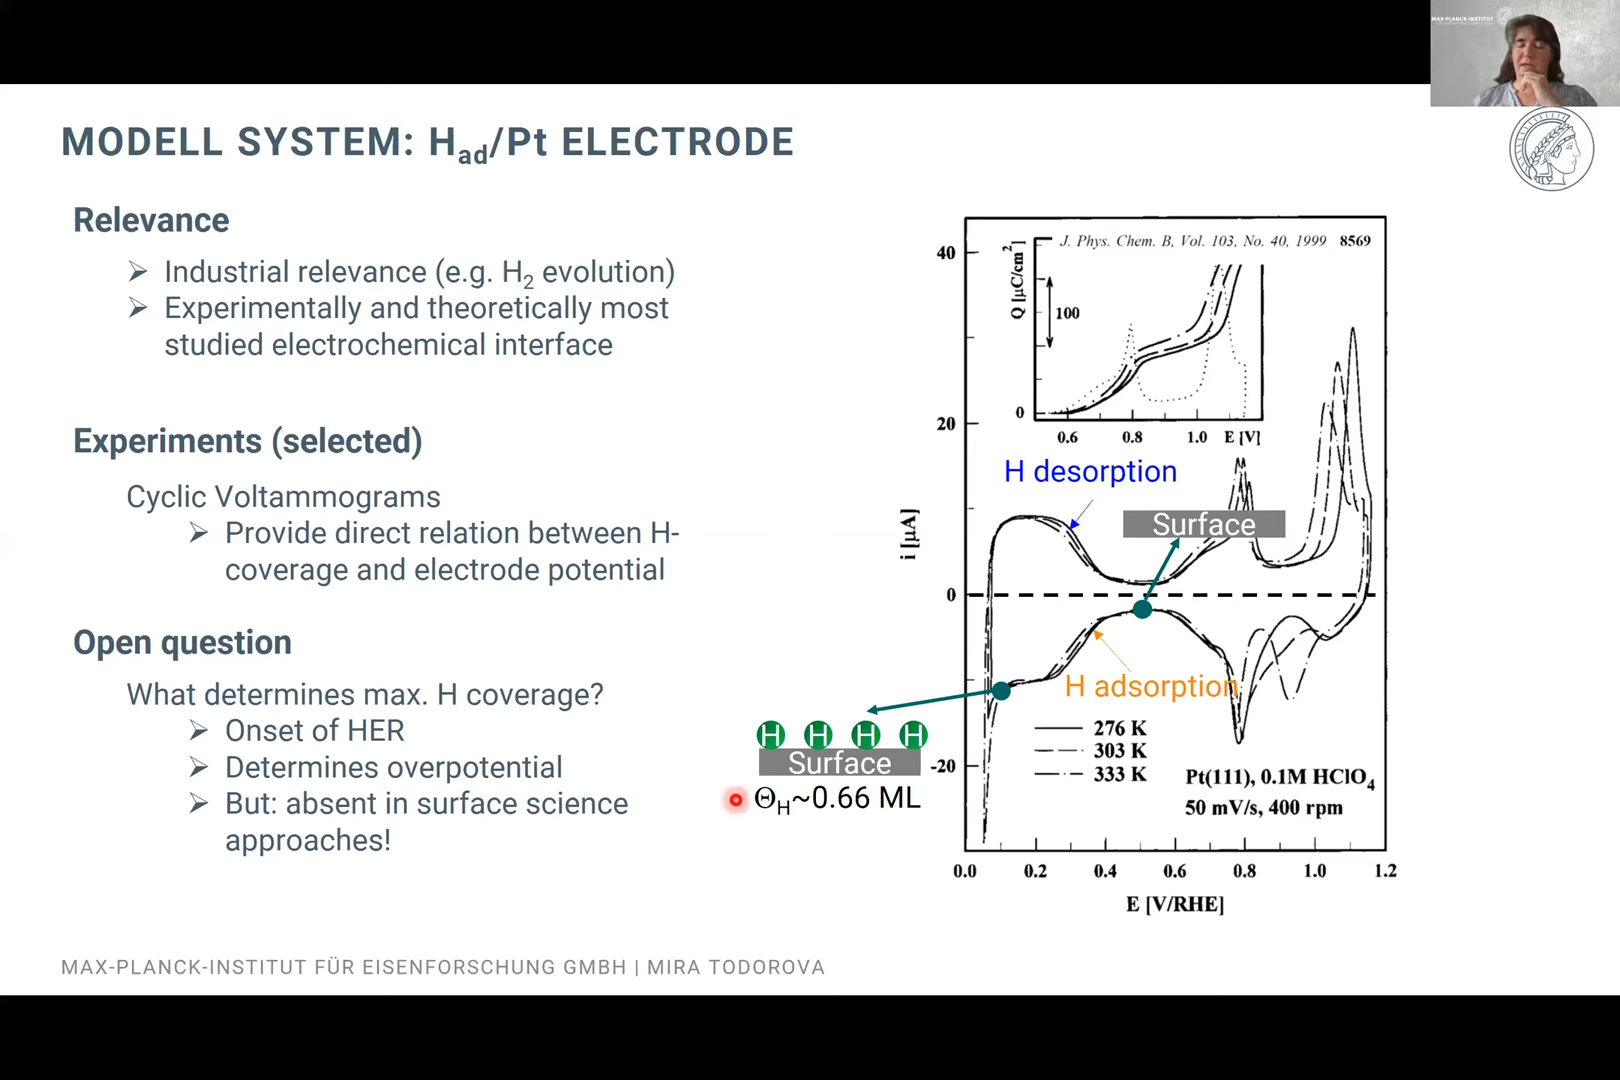 MAX-PLANCK-INSTITUT
MODELL SYSTEM: Had/Pt ELECTRODE
Relevance
➢ Industrial relevance (e.g. H2 evolution)
➢ Experimentally and theoretically most
studied electrochemical interface
Experiments (selected)
Cyclic Voltammograms
➢ Provide direct relation between H-
coverage and electrode potential
Open question
What determines max. H coverage?
➢ Onset of HER
➢ Determines overpotential
➢ But: absent in surface science
approaches!
H H H H
Surface
ΘH~0.66 ML
J. Phys. Chem. B, Vol. 103, No. 40, 1999 8569
Q [µC/cm2]
100
0
0.6 0.8 1.0 E [V]
H desorption
Surface
H adsorption
i [µA]
40
20
0
-20
276 K
303 K
333 K
Pt(111), 0.1M HClO4
50 mV/s, 400 rpm
0.0 0.2 0.4 0.6 0.8 1.0 1.2
E [V/RHE]
MAX-PLANCK-INSTITUT FÜR EISENFORSCHUNG GMBH | MIRA TODOROVA